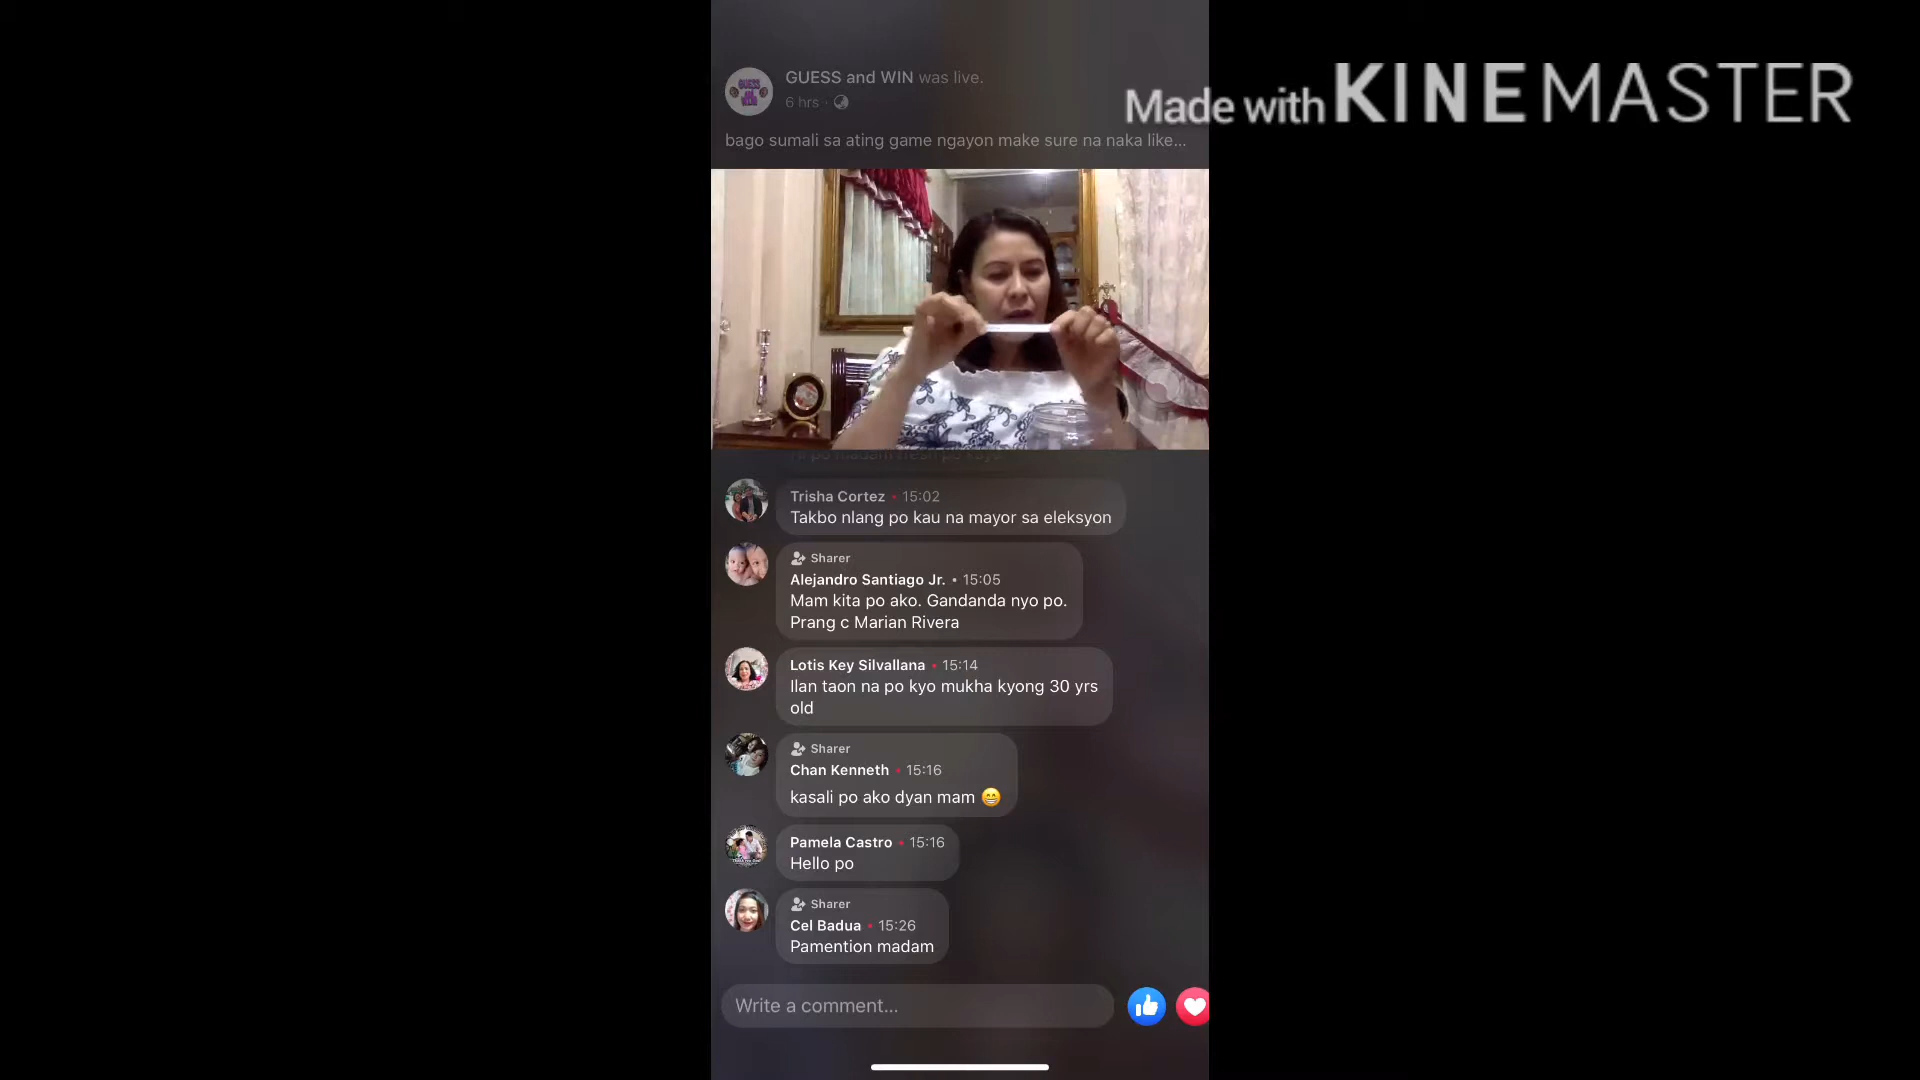 GUESS and WIN was live.
6 hrs ·
bago sumali sa ating game ngayon make sure na naka like...
Made with KINEMASTER
Trisha Cortez • 15:02
Takbo nlang po kau na mayor sa eleksyon
Sharer
Alejandro Santiago Jr. • 15:05
Mam kita po ako. Gandanda nyo po.
Prang c Marian Rivera
Lotis Key Silvallana • 15:14
Ilan taon na po kyo mukha kyong 30 yrs
old
Sharer
Chan Kenneth • 15:16
kasali po ako dyan mam 😁
Pamela Castro • 15:16
Hello po
Sharer
Cel Badua • 15:26
Pamention madam
Write a comment...